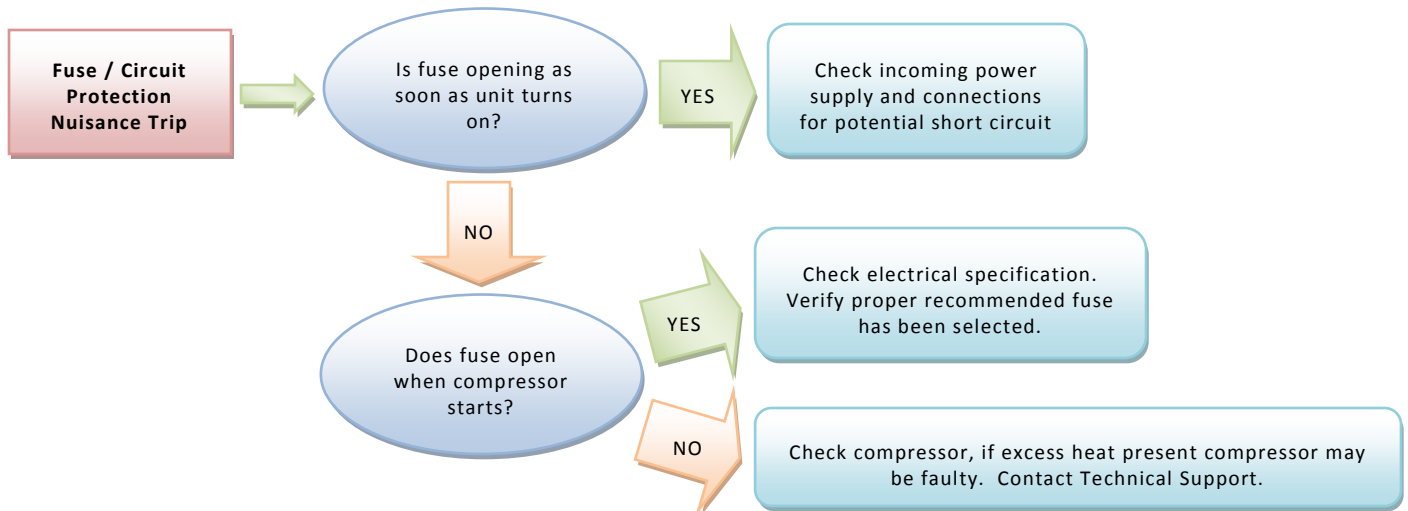 Fuse / Circuit
Protection
Nuisance Trip
Is fuse opening as
soon as unit turns
on?
YES
Check incoming power
supply and connections
for potential short circuit
NO
Does fuse open
when compressor
starts?
YES
Check electrical specification.
Verify proper recommended fuse
has been selected.
NO
Check compressor, if excess heat present compressor may
be faulty.  Contact Technical Support.